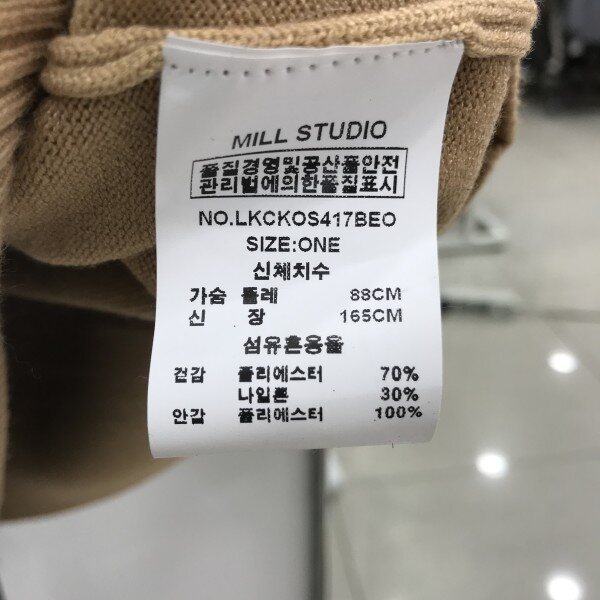 MILL STUDIO
품질경영및공산품안전
관리법에의한품질표시
NO.LKCKOS417BEO
SIZE:ONE
신체치수
가슴 둘레 88CM
신 장 165CM
섬유혼용율
겉감 폴리에스터 70%
나일론 30%
안감 폴리에스터 100%